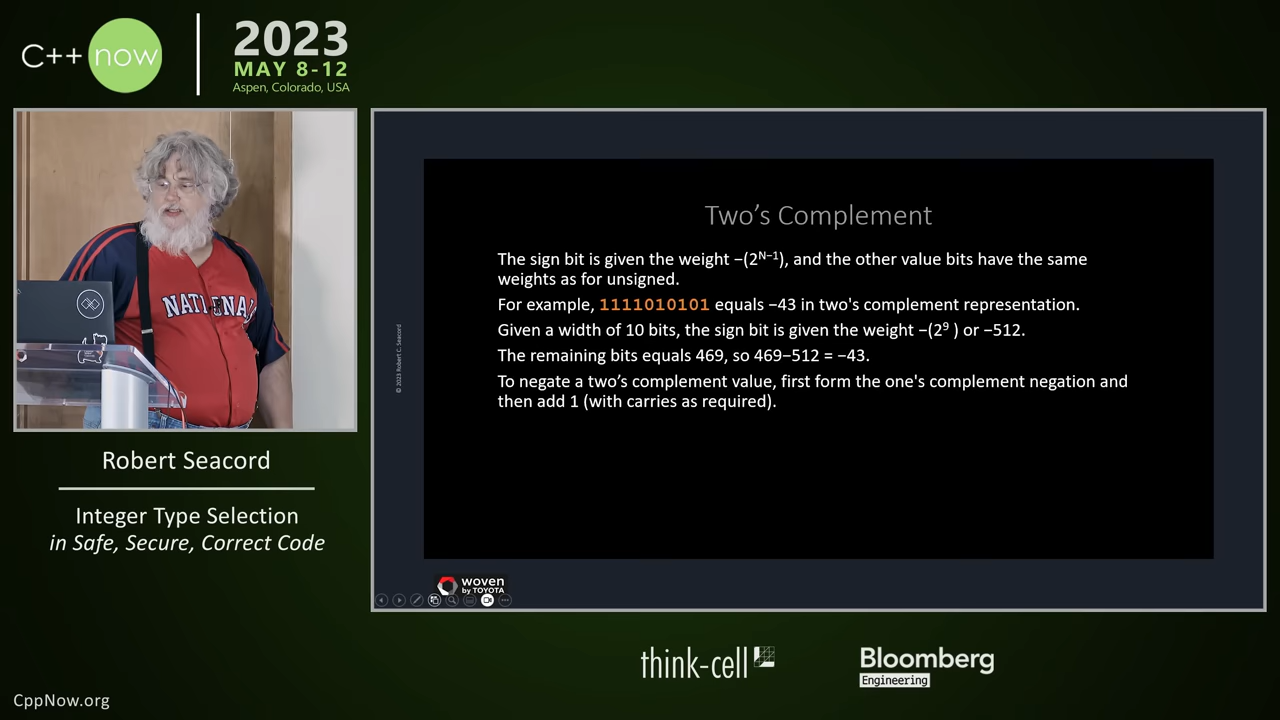 C++ now
2023
MAY 8-12
Aspen, Colorado, USA
NATIONA
Robert Seacord
Integer Type Selection
in Safe, Secure, Correct Code
Two's Complement
The sign bit is given the weight −(2ᴺ⁻¹), and the other value bits have the same
weights as for unsigned.
For example, 1111010101 equals −43 in two's complement representation.
Given a width of 10 bits, the sign bit is given the weight −(2⁹ ) or −512.
The remaining bits equals 469, so 469−512 = −43.
To negate a two’s complement value, first form the one's complement negation and
then add 1 (with carries as required).
© 2023 Robert C. Seacord
woven
by TOYOTA
think-cell
Bloomberg
Engineering
CppNow.org